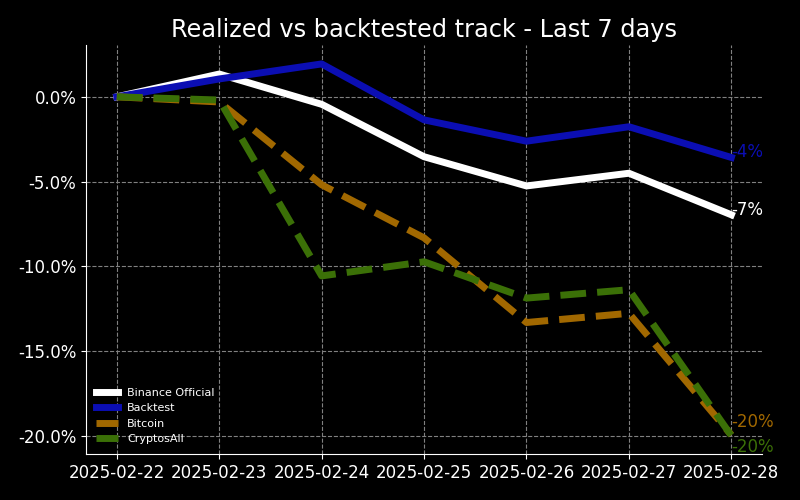 Realized vs backtested track - Last 7 days
0.0%
-5.0%
-10.0%
-15.0%
-20.0%
-4%
-7%
-20%
-20%
Binance Official
Backtest
Bitcoin
CryptosAll
2025-02-22 2025-02-23 2025-02-24 2025-02-25 2025-02-26 2025-02-27 2025-02-28